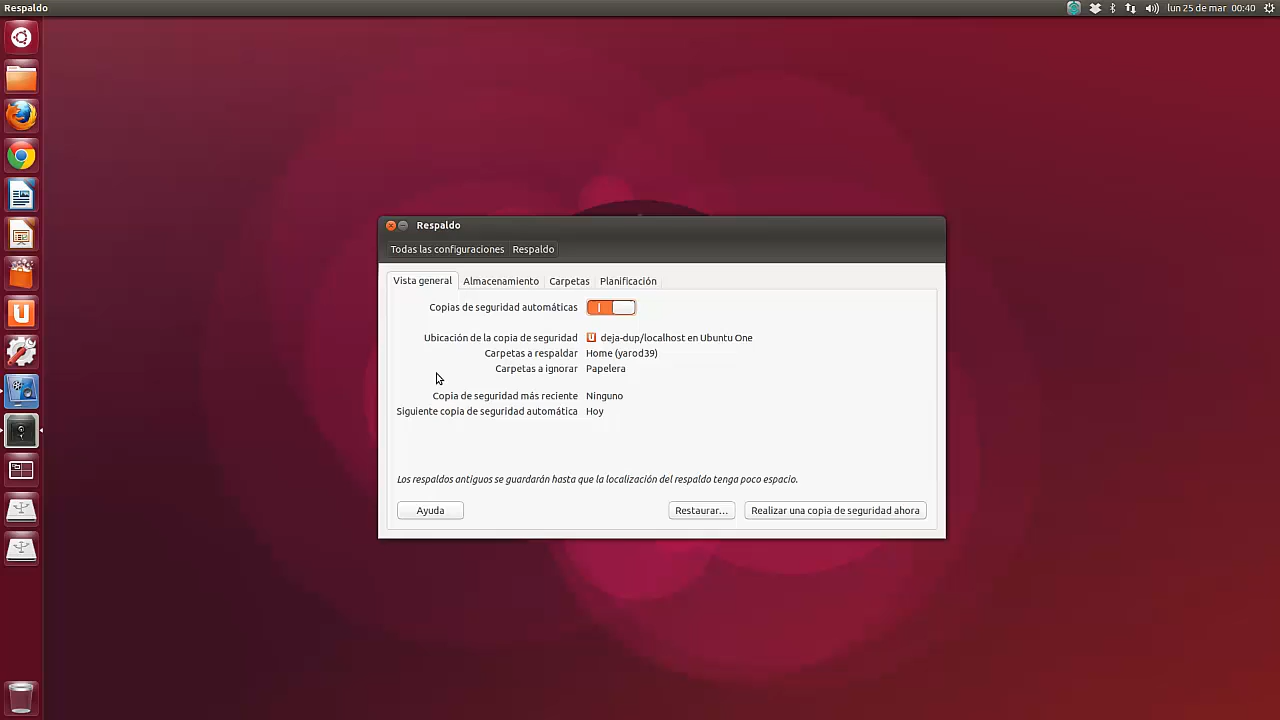 Respaldo
lun 25 de mar 00:40
Respaldo
Todas las configuraciones Respaldo
Vista general Almacenamiento Carpetas Planificación
Copias de seguridad automáticas
Ubicación de la copia de seguridad deja-dup/localhost en Ubuntu One
Carpetas a respaldar Home (yarod39)
Carpetas a ignorar Papelera
Copia de seguridad más reciente Ninguno
Siguiente copia de seguridad automática Hoy
Los respaldos antiguos se guardarán hasta que la localización del respaldo tenga poco espacio.
Ayuda Restaurar... Realizar una copia de seguridad ahora